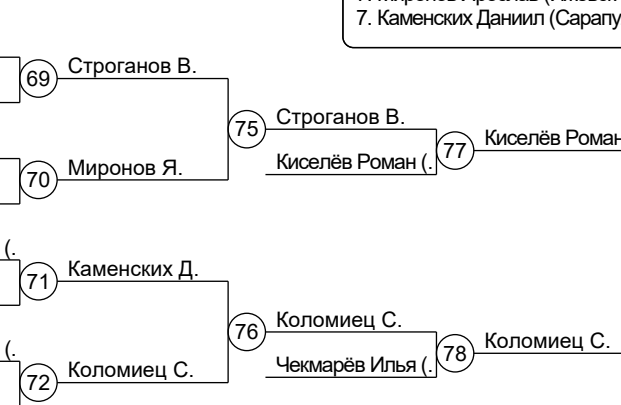 7. Каменских Даниил (Сарапу
69 Строганов В.
75 Строганов В.
77 Киселёв Роман
Киселёв Роман (.
70 Миронов Я.
(.
71 Каменских Д.
76 Коломиец С.
78 Коломиец С.
(.
Чекмарёв Илья (.
72 Коломиец С.